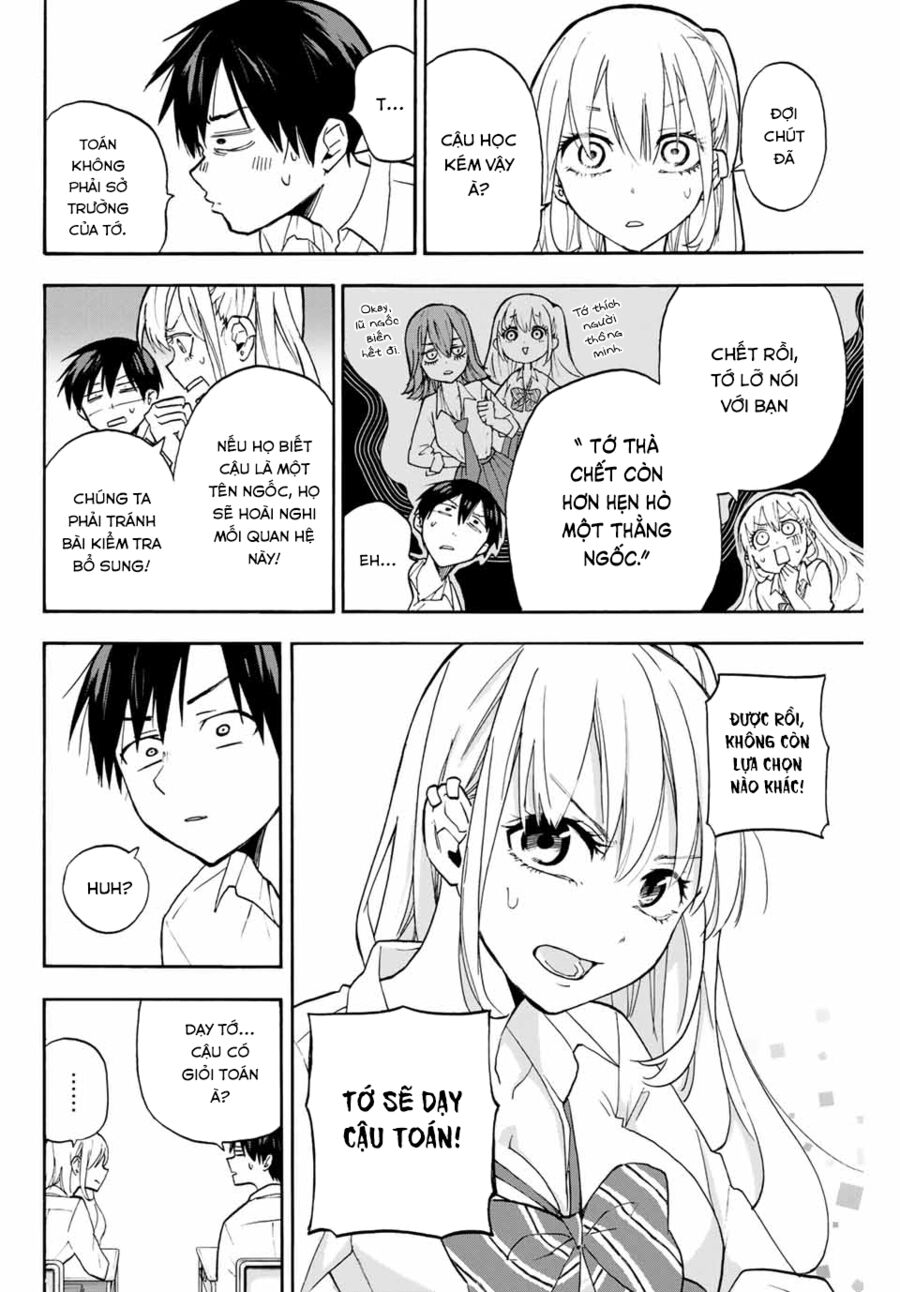 ĐỢI
CHÚT
ĐÃ
CẬU HỌC
KÉM VẬY
À?
T...
TOÁN
KHÔNG
PHẢI SỞ
TRƯỜNG
CỦA TỚ.
CHẾT RỒI,
TỚ LỠ NÓI
VỚI BẠN
" TỚ THÀ
CHẾT CÒN
HƠN HẸN HÒ
MỘT THẰNG
NGỐC."
Tớ thích
người
thông
minh.
Okay,
lũ ngốc
biến
hết đi.
EH...
NẾU HỌ BIẾT
CẬU LÀ MỘT
TÊN NGỐC, HỌ
SẼ HOÀI NGHI
MỐI QUAN HỆ
NÀY!
CHÚNG TA
PHẢI TRÁNH
BÀI KIỂM TRA
BỔ SUNG!
ĐƯỢC RỒI,
KHÔNG CÒN
LỰA CHỌN
NÀO KHÁC!
TỚ SẼ DẠY
CẬU TOÁN!
HUH?
DẠY TỚ...
CẬU CÓ
GIỎI TOÁN
À?
......